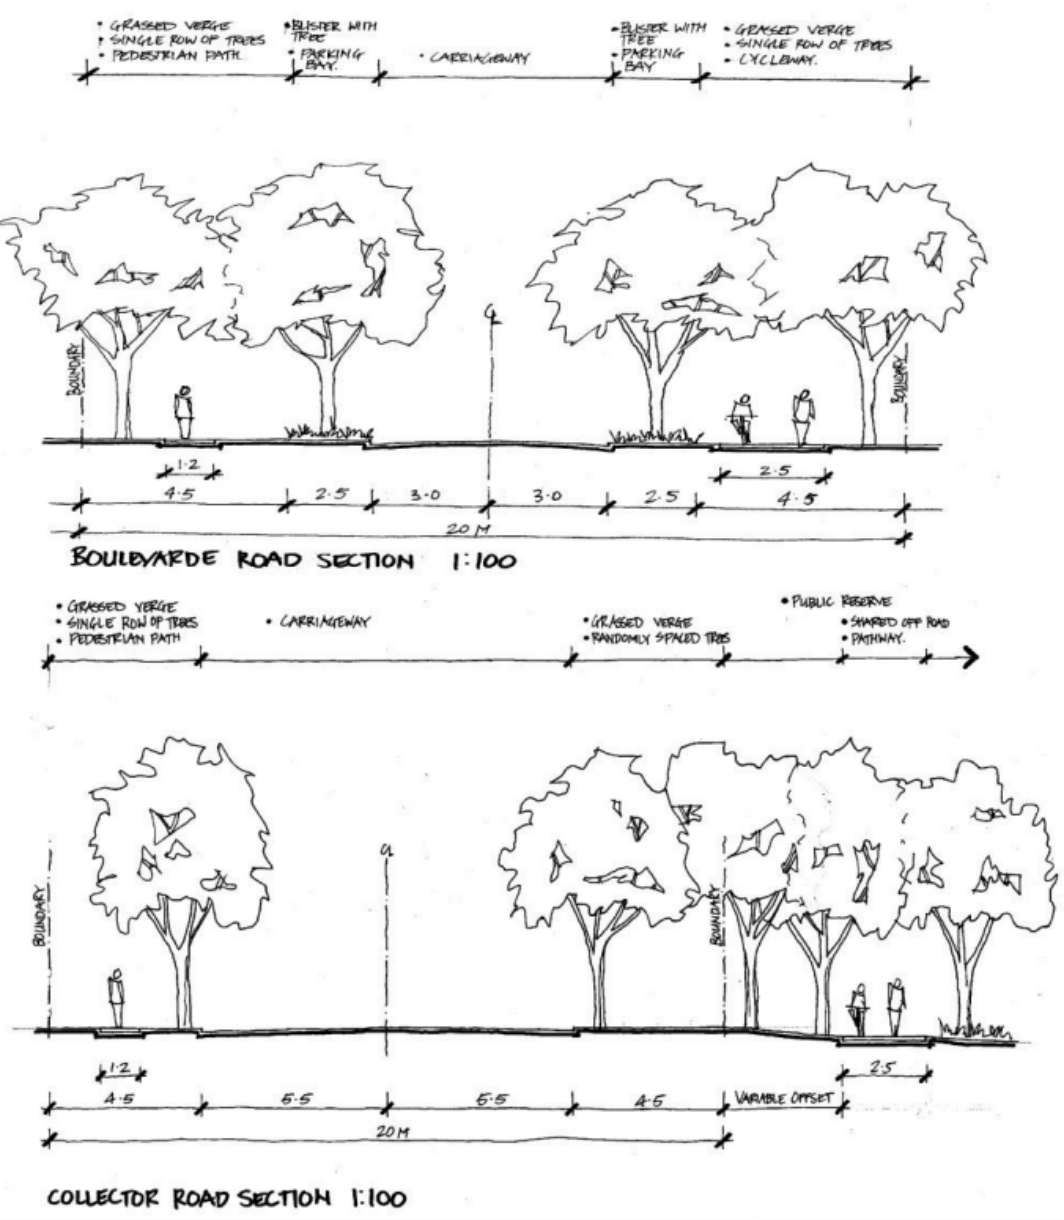 • GRASSED VERGE
• SINGLE ROW OF TREES
• PEDESTRIAN PATH
• BLISTER WITH
TREE
• PARKING
BAY.
• CARRIAGEWAY
• BLISTER WITH
TREE
• PARKING
BAY
• GRASSED VERGE
• SINGLE ROW OF TREES
• CYCLEWAY.
BOUNDARY
BOUNDARY
1.2
2.5
4.5 2.5 3.0 3.0 2.5 4.5
20 M
BOULEVARDE ROAD SECTION 1:100
• GRASSED VERGE
• SINGLE ROW OF TREES
• PEDESTRIAN PATH
• CARRIAGEWAY
• GRASSED VERGE
• RANDOMLY SPACED TREES
• PUBLIC RESERVE
• SHARED OFF ROAD
• PATHWAY.
BOUNDARY
BOUNDARY
1.2
2.5
4.5 5.5 5.5 4.5 VARIABLE OFFSET
20 M
COLLECTOR ROAD SECTION 1:100